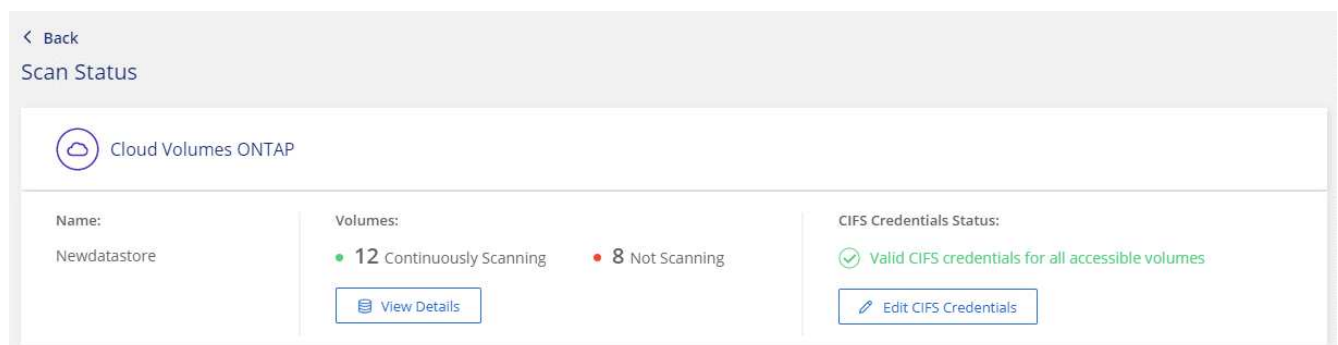 Back
Scan Status
Cloud Volumes ONTAP
Name:
Newdatastore
Volumes:
12 Continuously Scanning
8 Not Scanning
View Details
CIFS Credentials Status:
Valid CIFS credentials for all accessible volumes
Edit CIFS Credentials